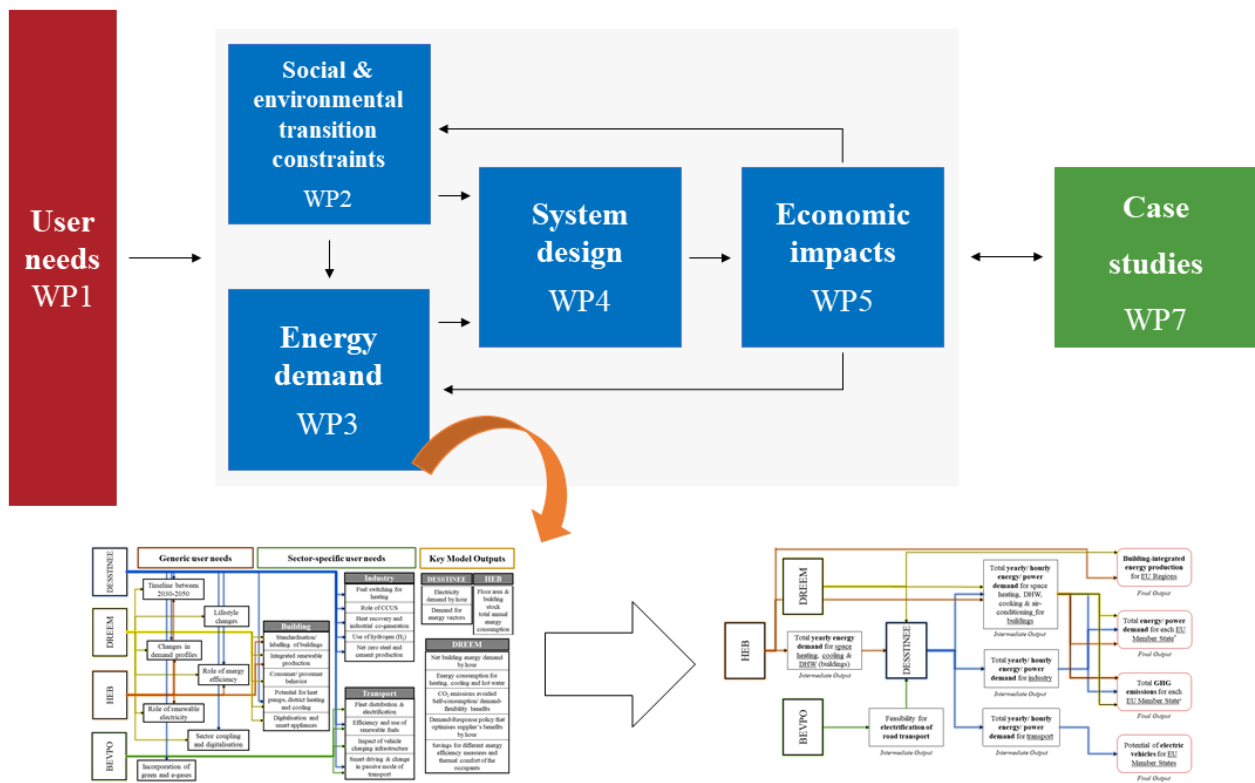 User
needs
WP1
Social &
environmental
transition
constraints
WP2
Energy
demand
WP3
System
design
WP4
Economic
impacts
WP5
Case
studies
WP7
DESSTINEE
DREEM
HEB
BEVPO
Generic user needs
Timeline between
2030-2050
Lifestyle
changes
Changes in
demand profiles
Role of energy
efficiency
Role of renewable
electricity
Sector coupling
and digitalisation
Incorporation of
green and e-gases
Sector-specific user needs
Building
Standardisation/
labelling of buildings
Integrated renewable
production
Consumer/ prosumer
behavior
Potential for heat
pumps, district heating
and cooling
Digitalisation and
smart appliances
Industry
Fuel switching for
heating
Role of CCUS
Heat recovery and
industrial co-generation
Use of hydrogen (H₂)
Net zero steel and
cement production
Transport
Fleet distribution &
electrification
Efficiency and use of
renewable fuels
Impact of vehicle
charging infrastructure
Smart driving & change
in passive mode of
transport
Key Model Outputs
DESSTINEE
Electricity
demand by hour
Demand for
energy vectors
HEB
Floor area &
building
stock
total annual
energy
consumption
DREEM
Net building energy demand
by hour
Energy consumption for
heating, cooling and hot water
CO₂ emissions avoided
Self-consumption/ demand-
flexibility benefits
Demand-Response policy that
optimises supplier's benefits by
hour
Savings for different energy
efficiency measures and
thermal comfort of the
occupants
HEB
DREEM
BEVPO
Total yearly energy
demand for space
heating, cooling &
DHW (buildings)
Intermediate Output
DESSTINEE
Feasibility for
electrification of
road transport
Intermediate Output
Total yearly/ hourly
energy/ power
demand for space
heating, DHW,
cooking & air-
conditioning for
buildings
Intermediate Output
Total yearly/ hourly
energy/ power
demand for industry
Intermediate Output
Total yearly/ hourly
energy/ power
demand for transport
Intermediate Output
Building-integrated
energy production
for EU Regions
Final Output
Total energy/ power
demand for each EU
Member State*
Final Output
Total GHG
emissions for each
EU Member State*
Final Output
Potential of electric
vehicles for EU
Member States
Final Output